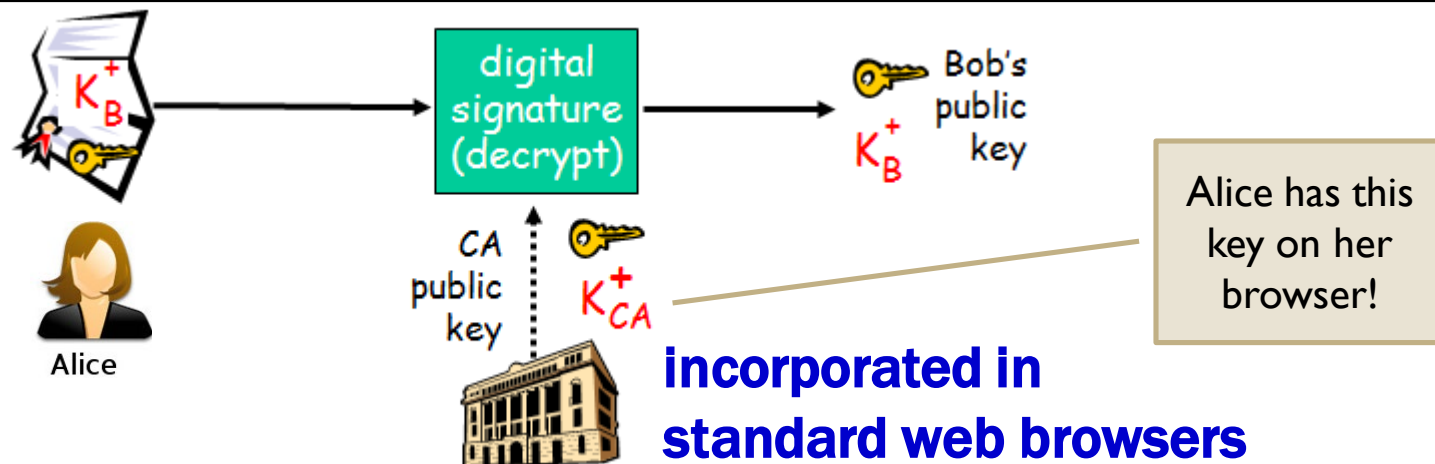 K+B
digital
signature
(decrypt)
Bob's
public
key
K+B
CA
public
key
K+CA
Alice has this
key on her
browser!
Alice
incorporated in
standard web browsers